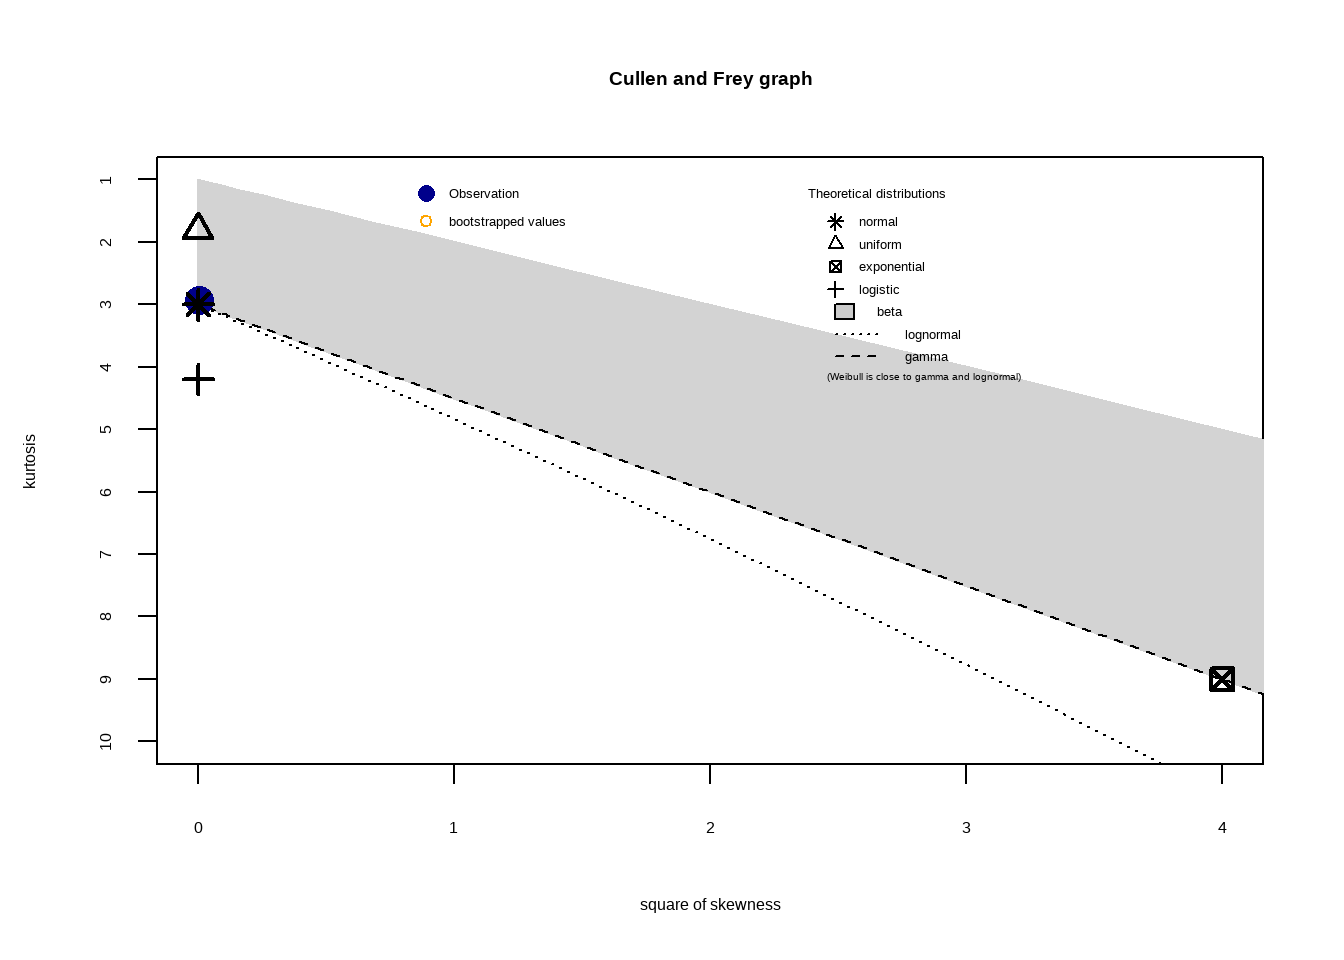 Cullen and Frey graph
Observation
bootstrapped values
Theoretical distributions
normal
uniform
exponential
logistic
beta
lognormal
gamma
(Weibull is close to gamma and lognormal)
kurtosis
1
2
3
4
5
6
7
8
9
10
0 1 2 3 4
square of skewness